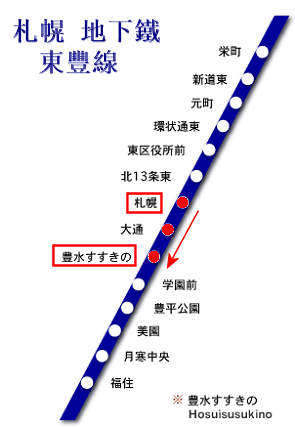 札幌 地下鐵
東豐線
栄町
新道東
元町
環状通東
東区役所前
北13条東
札幌
大通
豊水すすきの
学園前
豊平公園
美園
月寒中央
福住
※ 豊水すすきの
Hosuisusukino